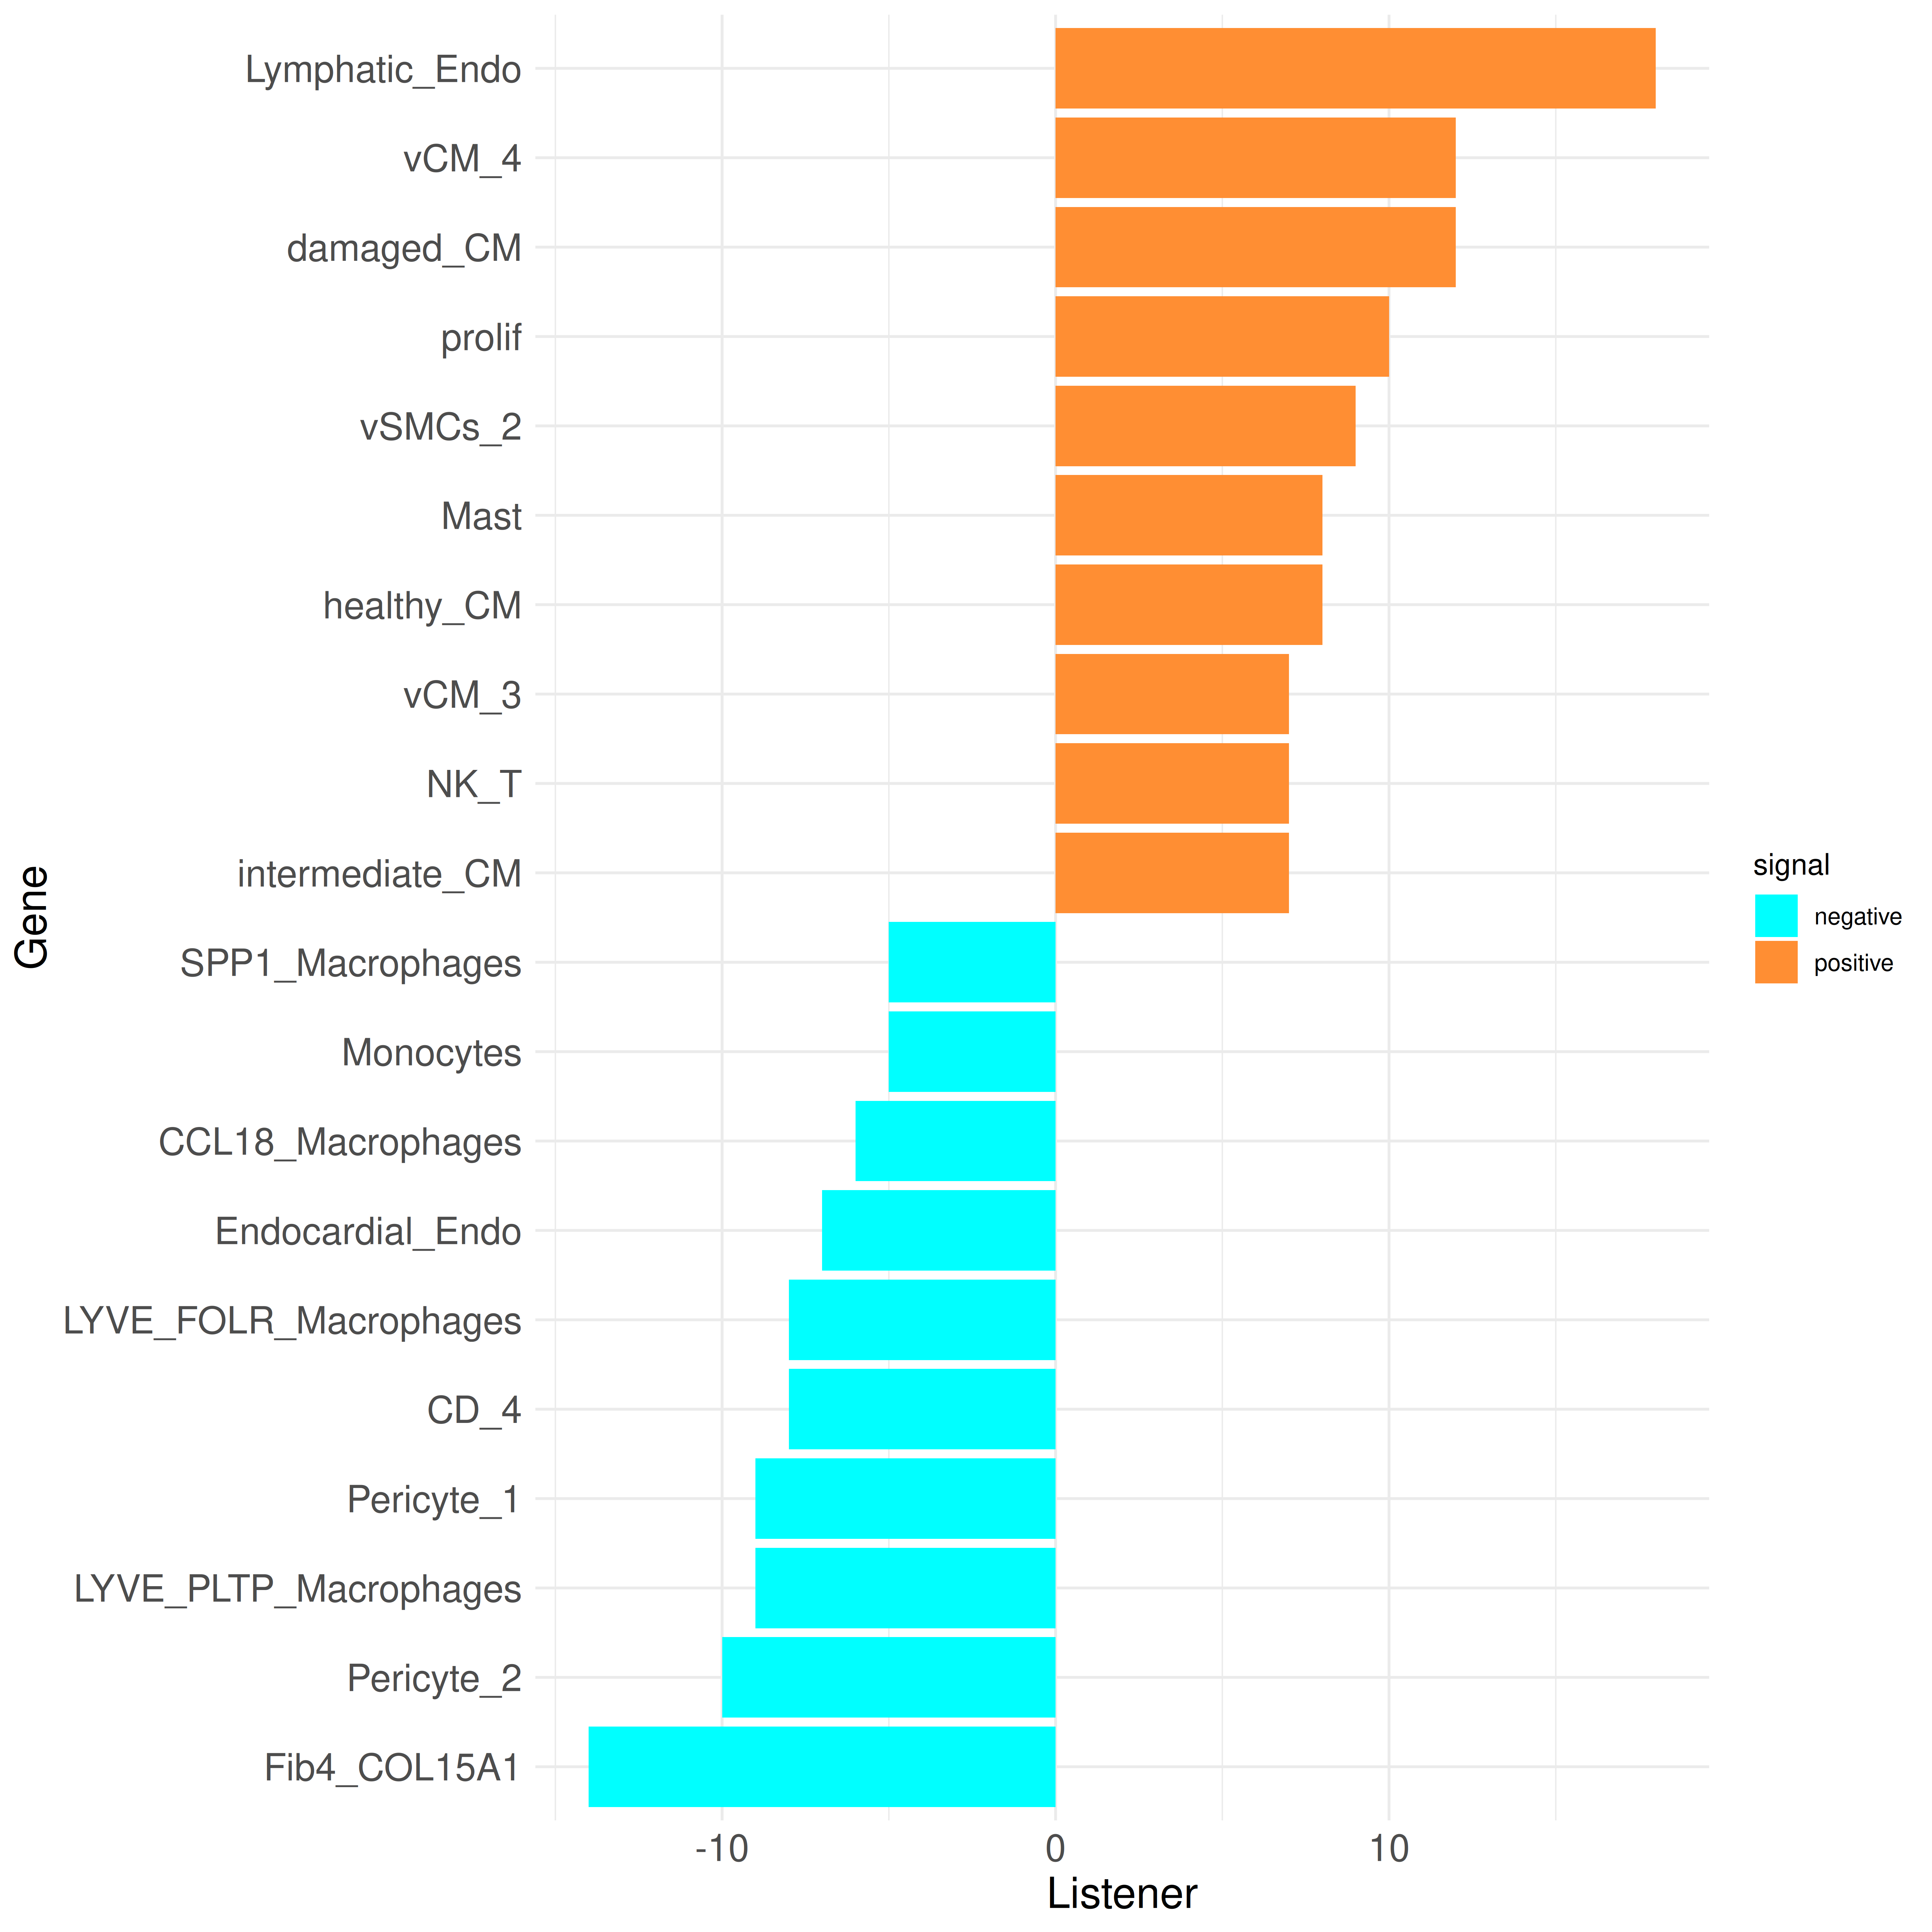 Lymphatic_Endo
vCM_4
damaged_CM
prolif
vSMCs_2
Mast
healthy_CM
vCM_3
NK_T
intermediate_CM
SPP1_Macrophages
Monocytes
CCL18_Macrophages
Endocardial_Endo
LYVE_FOLR_Macrophages
CD_4
Pericyte_1
LYVE_PLTP_Macrophages
Pericyte_2
Fib4_COL15A1
Gene
-10 0 10
Listener
signal
negative
positive